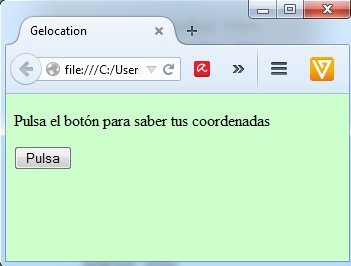 Gelocation
file:///C:/User
Pulsa el botón para saber tus coordenadas
Pulsa